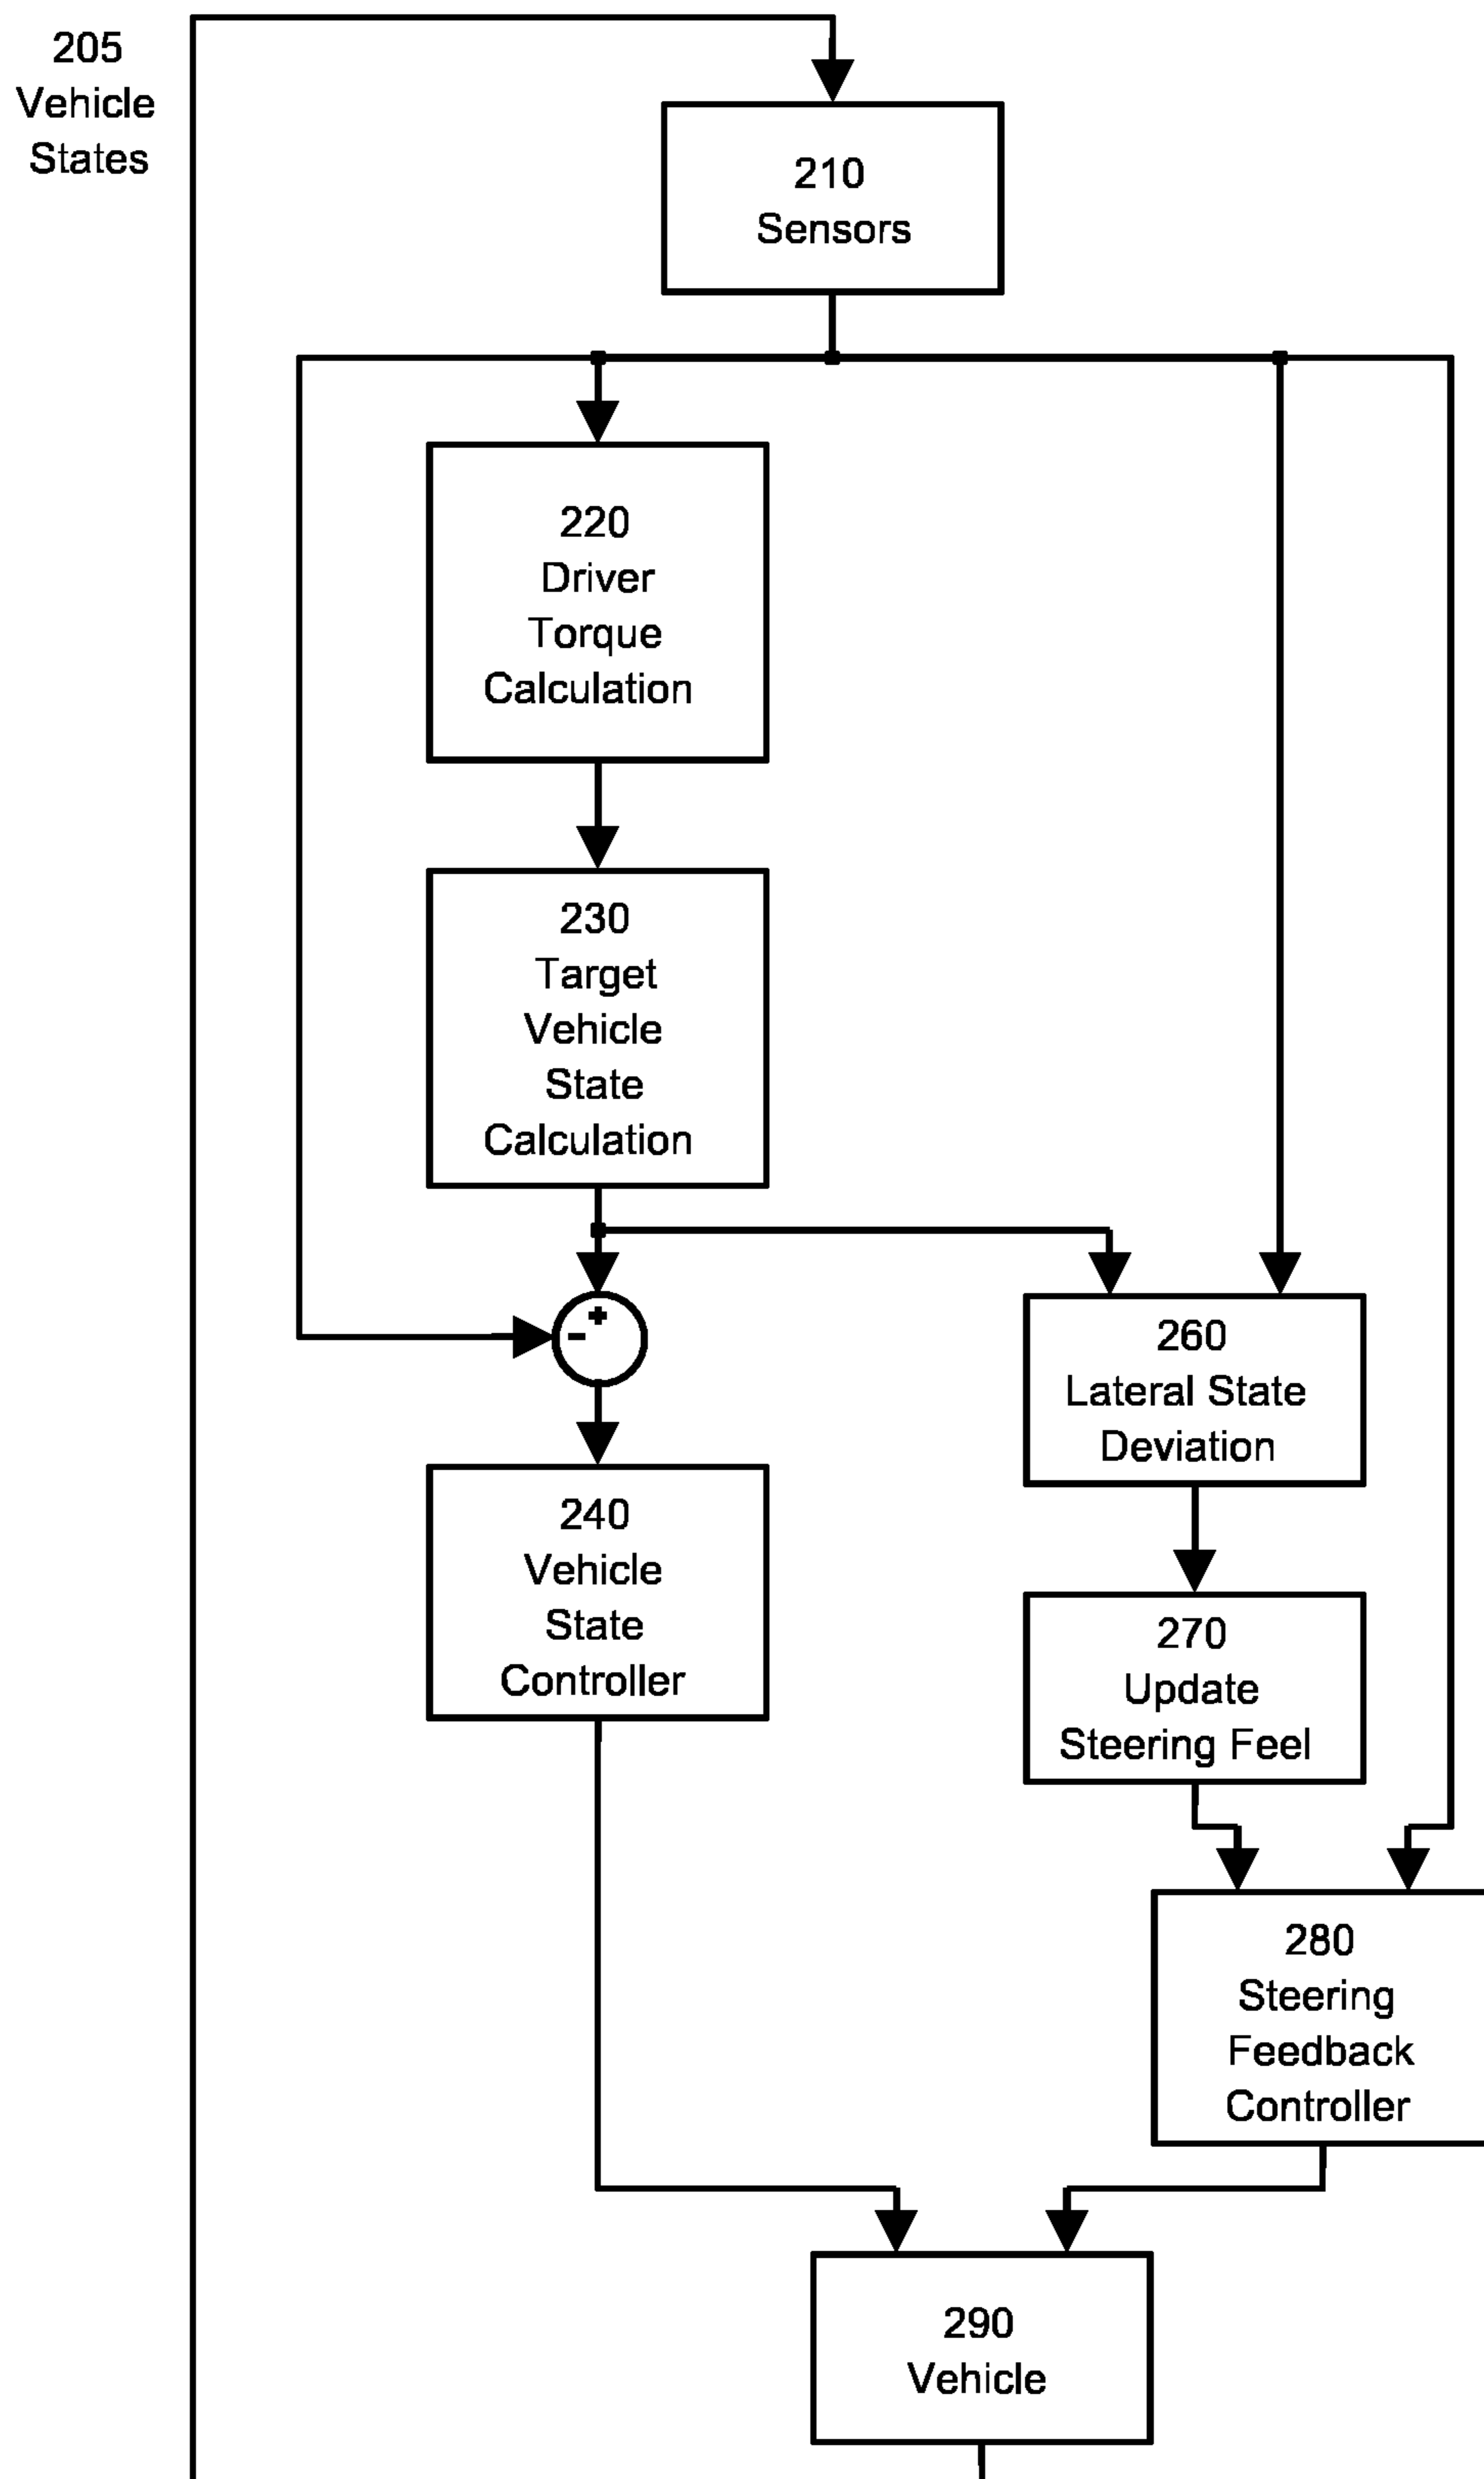 205
Vehicle
States
210
Sensors
220
Driver
Torque
Calculation
230
Target
Vehicle
State
Calculation
+
-
260
Lateral State
Deviation
240
Vehicle
State
Controller
270
Update
Steering Feel
280
Steering
Feedback
Controller
290
Vehicle